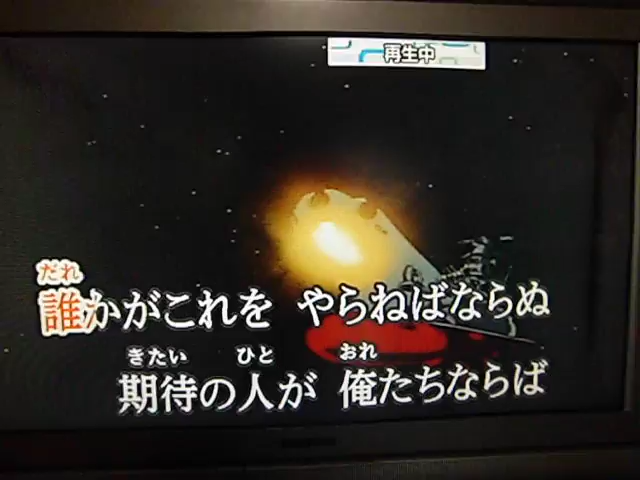 再生中
だれ
誰かがこれを やらねばならぬ
きたい ひと おれ
期待の人が 俺たちならば